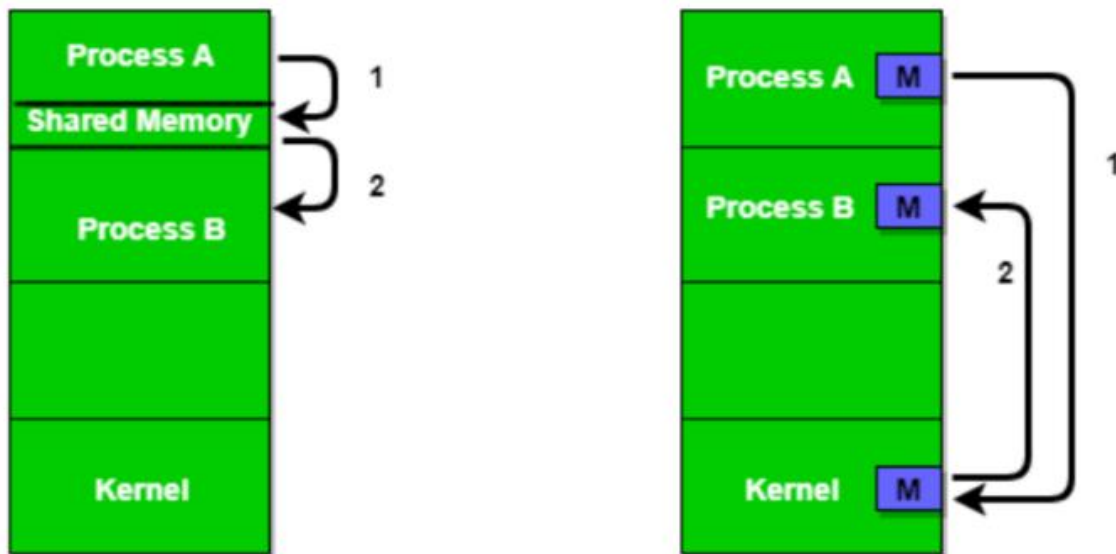 Process A
1
Shared Memory
2
Process B
Kernel
Process A M
1
Process B M
2
Kernel M